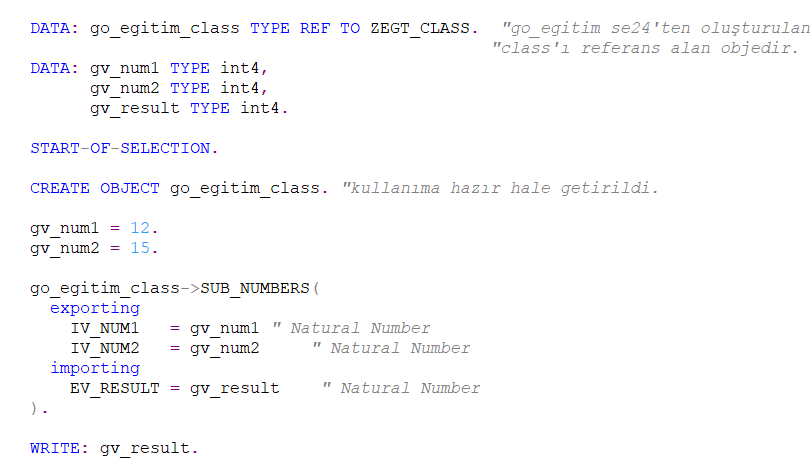 DATA: go_egitim_class TYPE REF TO ZEGT_CLASS.  "go_egitim se24'ten oluşturulan
"class'ı referans alan objedir.
DATA: gv_num1 TYPE int4,
gv_num2 TYPE int4,
gv_result TYPE int4.
START-OF-SELECTION.
CREATE OBJECT go_egitim_class. "kullanıma hazır hale getirildi.
gv_num1 = 12.
gv_num2 = 15.
go_egitim_class->SUB_NUMBERS(
exporting
IV_NUM1   = gv_num1 " Natural Number
IV_NUM2   = gv_num2     " Natural Number
importing
EV_RESULT = gv_result    " Natural Number
).
WRITE: gv_result.